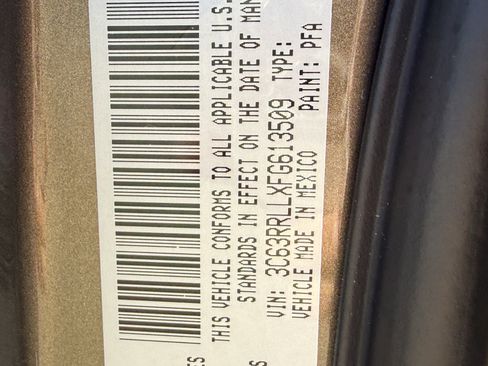 ES
THIS VEHICLE CONFORMS TO ALL APPLICABLE U.S.
STANDARDS IN EFFECT ON THE DATE OF MAN
S
VIN: 3C63RRLLXFG613509 TYPE:
VEHICLE MADE IN MEXICO PAINT: PFA